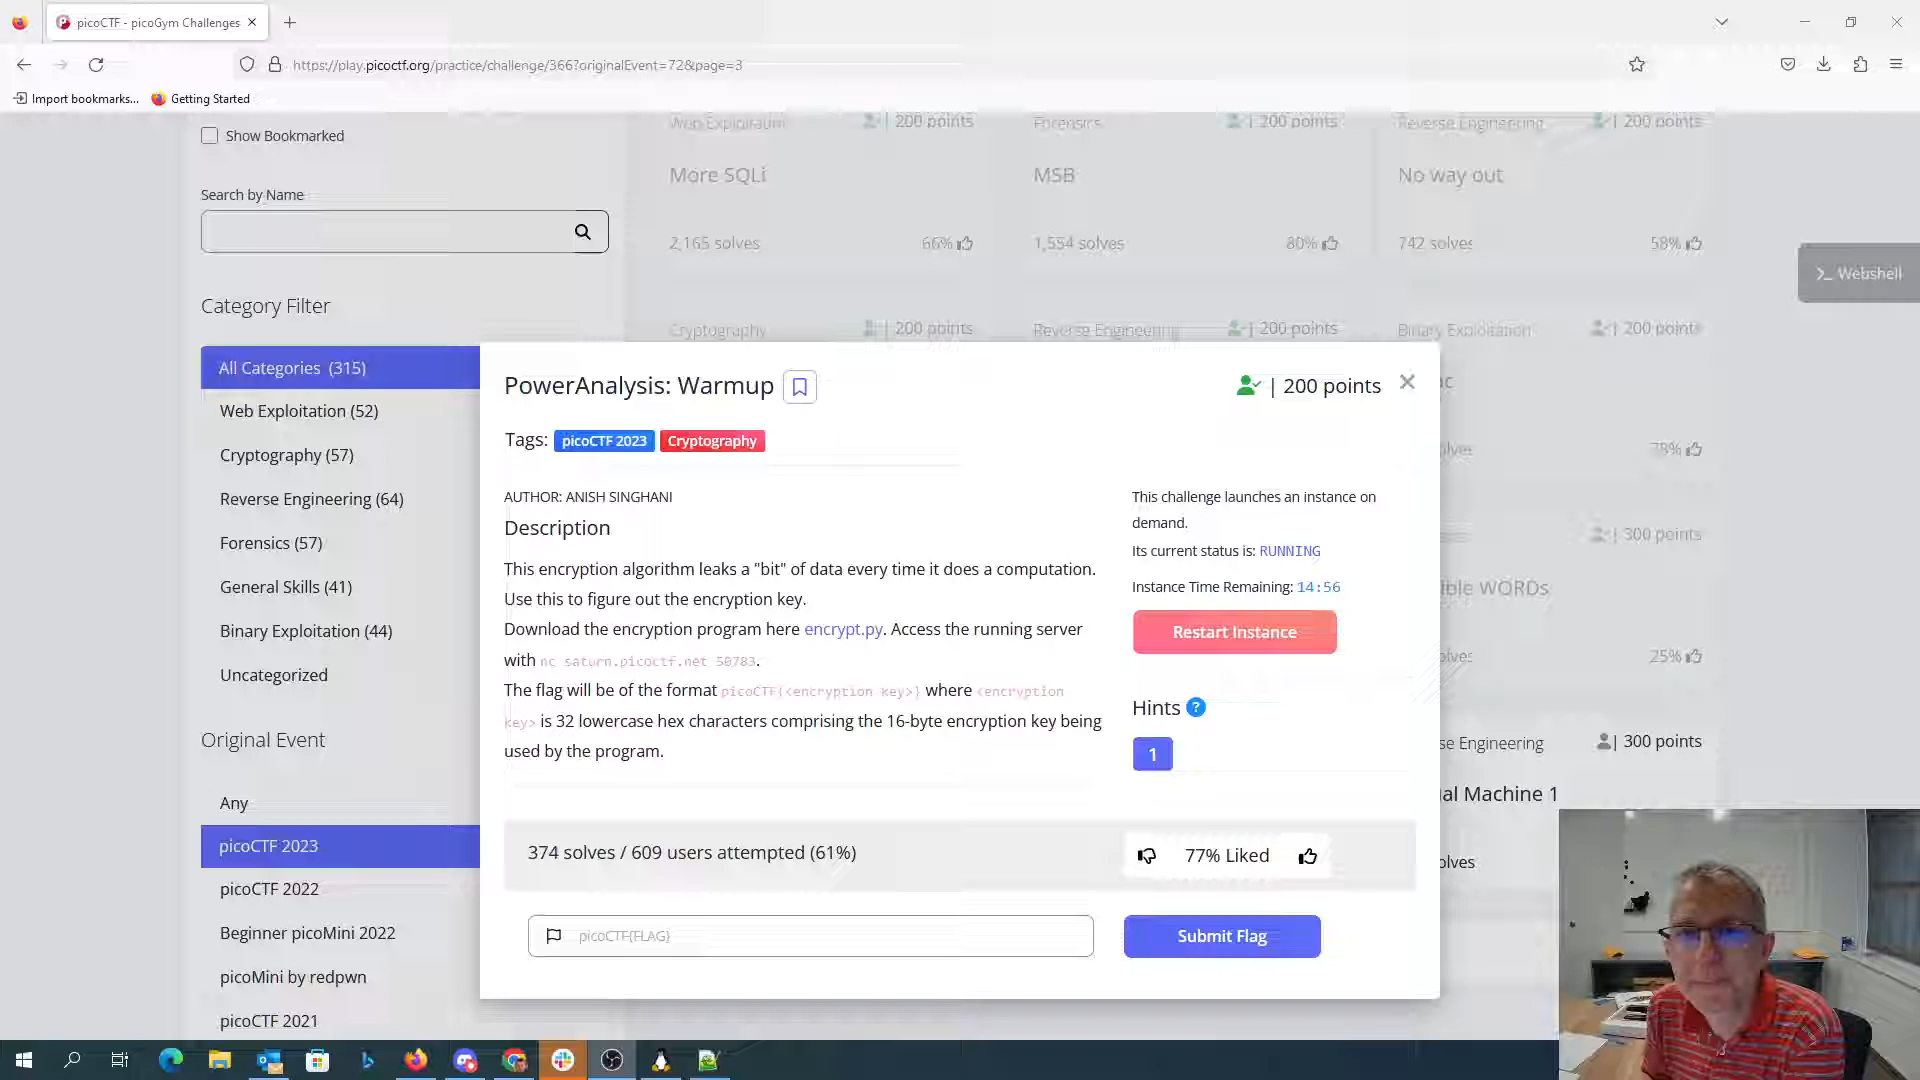 picoCTF - picoGym Challenges
https://play.picoctf.org/practice/challenge/366?originalEvent=72&page=3
Import bookmarks...
Getting Started
Show Bookmarked
Search by Name
Category Filter
All Categories (315)
Web Exploitation (52)
Cryptography (57)
Reverse Engineering (64)
Forensics (57)
General Skills (41)
Binary Exploitation (44)
Uncategorized
Original Event
Any
picoCTF 2023
picoCTF 2022
Beginner picoMini 2022
picoMini by redpwn
picoCTF 2021
Web Exploitation | 200 points
More SQLi
2,165 solves 66%
Forensics | 200 points
MSB
1,554 solves 80%
Reverse Engineering | 200 points
No way out
742 solves 58%
Cryptography | 200 points
Reverse Engineering | 200 points
Binary Exploitation | 200 points
>_ Webshell
PowerAnalysis: Warmup
| 200 points
Tags: picoCTF 2023 Cryptography
AUTHOR: ANISH SINGHANI
Description
This encryption algorithm leaks a "bit" of data every time it does a computation.
Use this to figure out the encryption key.
Download the encryption program here encrypt.py. Access the running server
with nc saturn.picoctf.net 50783.
The flag will be of the format picoCTF{<encryption key>} where <encryption
key> is 32 lowercase hex characters comprising the 16-byte encryption key being
used by the program.
This challenge launches an instance on
demand.
Its current status is: RUNNING
Instance Time Remaining: 14:56
Restart Instance
Hints ?
1
374 solves / 609 users attempted (61%)
77% Liked
picoCTF{FLAG}
Submit Flag
78%
| 300 points
ible WORDs
olves 25%
se Engineering | 300 points
ual Machine 1
olves